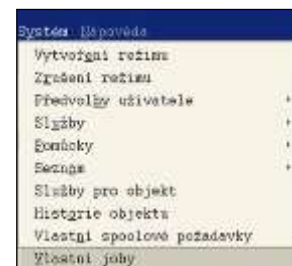 Systém Nápověda
Vytvoření režimu
Zrušení režimu
Předvolby uživatele
Služby
Pomůcky
Seznam
Služby pro objekt
Historie objektu
Vlastní spoolové požadavky
Vlastní joby